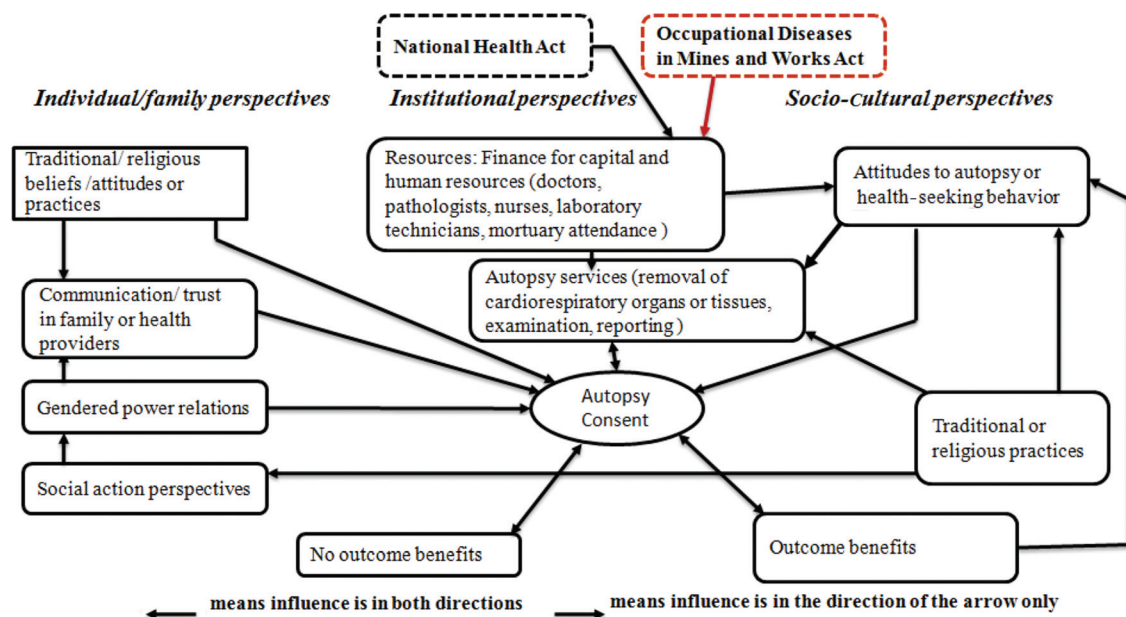 National Health Act
Occupational Diseases
in Mines and Works Act
Individual/family perspectives
Institutional perspectives
Socio-Cultural perspectives
Traditional/ religious
beliefs /attitudes or
practices
Resources: Finance for capital and
human resources (doctors,
pathologists, nurses, laboratory
technicians, mortuary attendance )
Attitudes to autopsy or
health-seeking behavior
Communication/ trust
in family or health
providers
Autopsy services (removal of
cardiorespiratory organs or tissues,
examination, reporting )
Gendered power relations
Autopsy
Consent
Traditional or
religious practices
Social action perspectives
No outcome benefits
Outcome benefits
means influence is in both directions
means influence is in the direction of the arrow only